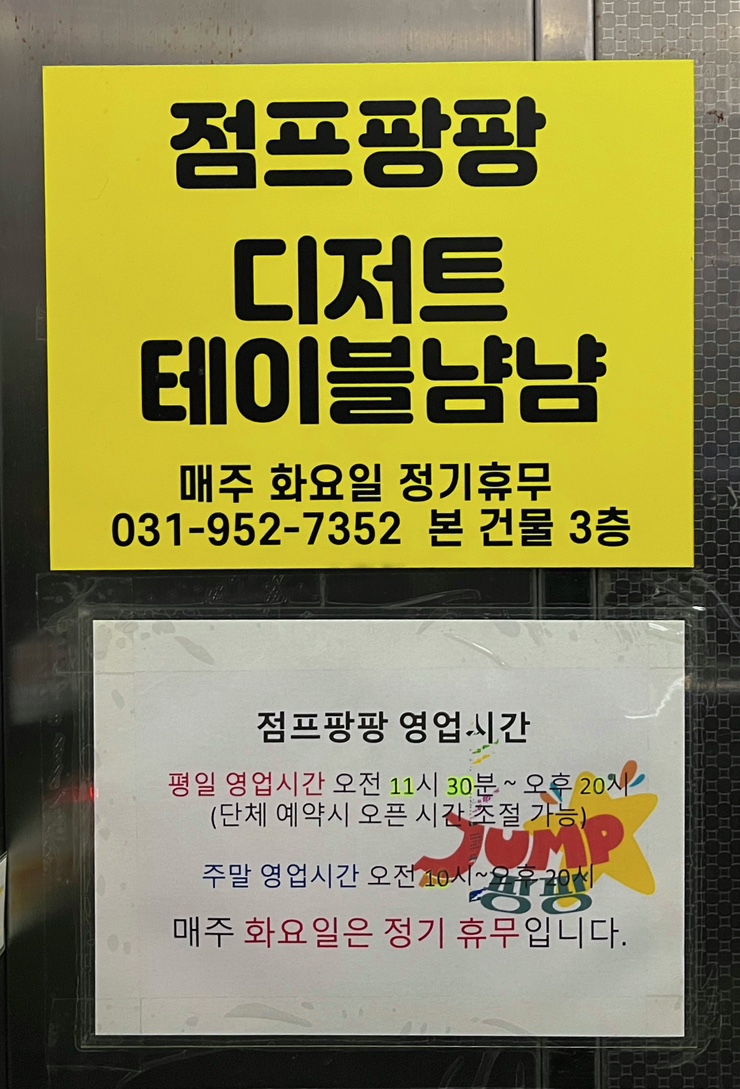 점프팡팡
디저트
테이블냠냠
매주 화요일 정기휴무
031-952-7352 본 건물 3층
점프팡팡 영업시간
평일 영업시간 오전 11시 30분 ~ 오후 20시
(단체 예약시 오픈 시간 조절 가능)
JUMP
팡팡
주말 영업시간 오전 10시~오후 20시
매주 화요일은 정기 휴무입니다.